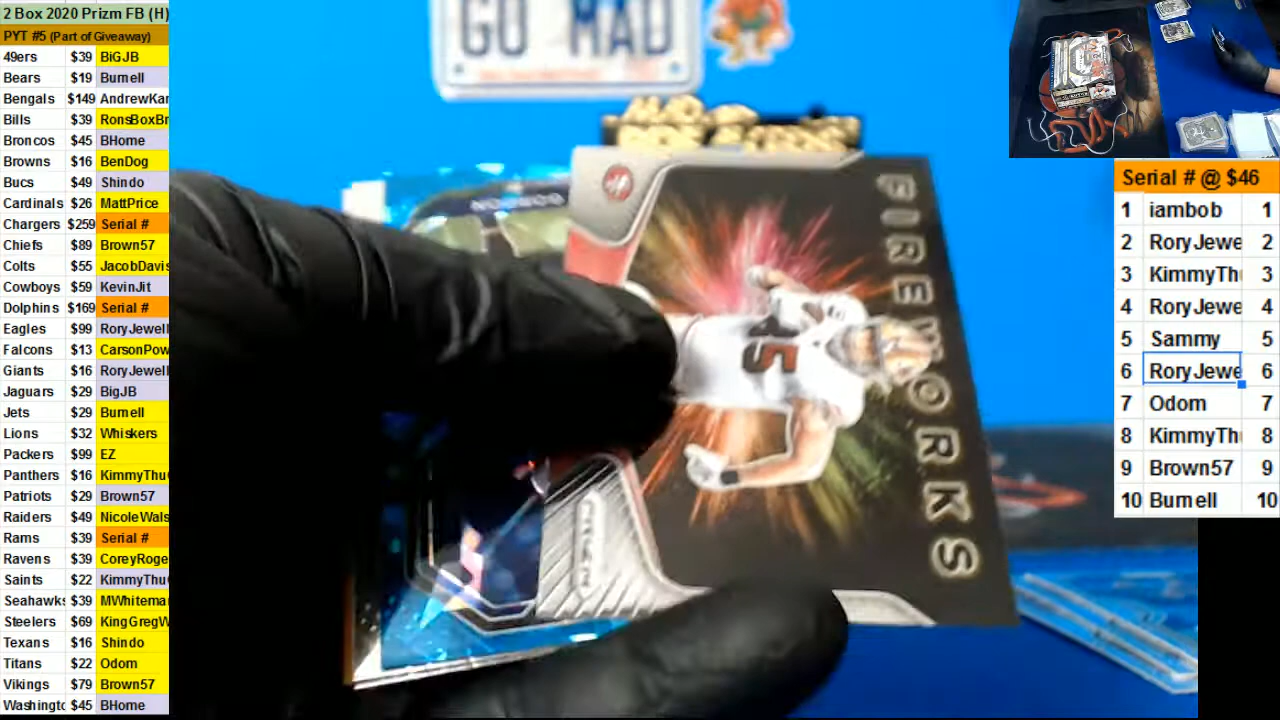 2 Box 2020 Prizm FB (H)
PYT #5 (Part of Giveaway)
49ers $39 BiGJB
Bears $19 Burnell
Bengals $149 AndrewKar
Bills $39 RonsBoxBr
Broncos $45 BHome
Browns $16 BenDog
Bucs $49 Shindo
Cardinals $26 MattPrice
Chargers $259 Serial #
Chiefs $89 Brown57
Colts $55 JacobDavis
Cowboys $59 KevinJit
Dolphins $169 Serial #
Eagles $99 RoryJewell
Falcons $13 CarsonPow
Giants $16 RoryJewell
Jaguars $29 BigJB
Jets $29 Burnell
Lions $32 Whiskers
Packers $99 EZ
Panthers $16 KimmyThu
Patriots $29 Brown57
Raiders $49 NicoleWals
Rams $39 Serial #
Ravens $39 CoreyRoge
Saints $22 KimmyThu
Seahawks $39 MWhitema
Steelers $69 KingGregW
Texans $16 Shindo
Titans $22 Odom
Vikings $79 Brown57
Washingto $45 BHome
GO MAD
FIREWORKS
PRIZM
45
Serial # @ $46
1 iambob 1
2 RoryJewe 2
3 KimmyTh 3
4 RoryJewe 4
5 Sammy 5
6 RoryJewe 6
7 Odom 7
8 KimmyTh 8
9 Brown57 9
10 Burnell 10